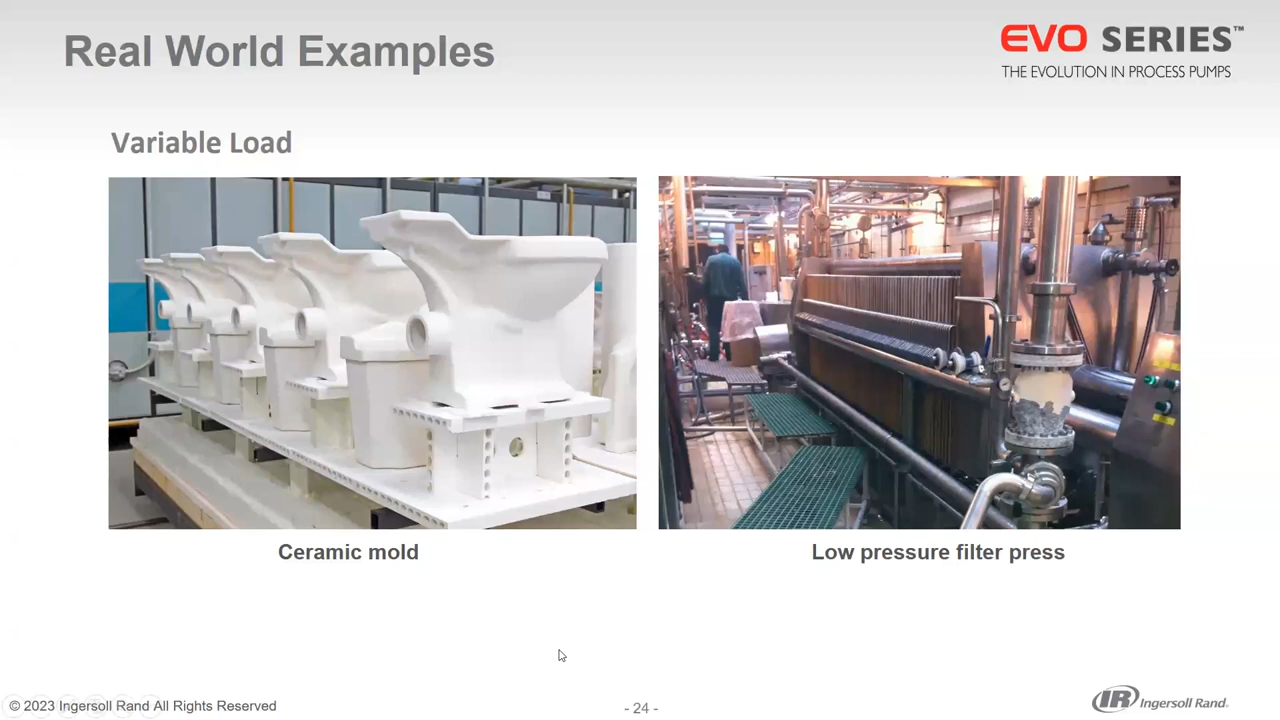 Real World Examples
EVO SERIES™
THE EVOLUTION IN PROCESS PUMPS
Variable Load
Ceramic mold
Low pressure filter press
© 2023 Ingersoll Rand All Rights Reserved
- 24 -
IR Ingersoll Rand®